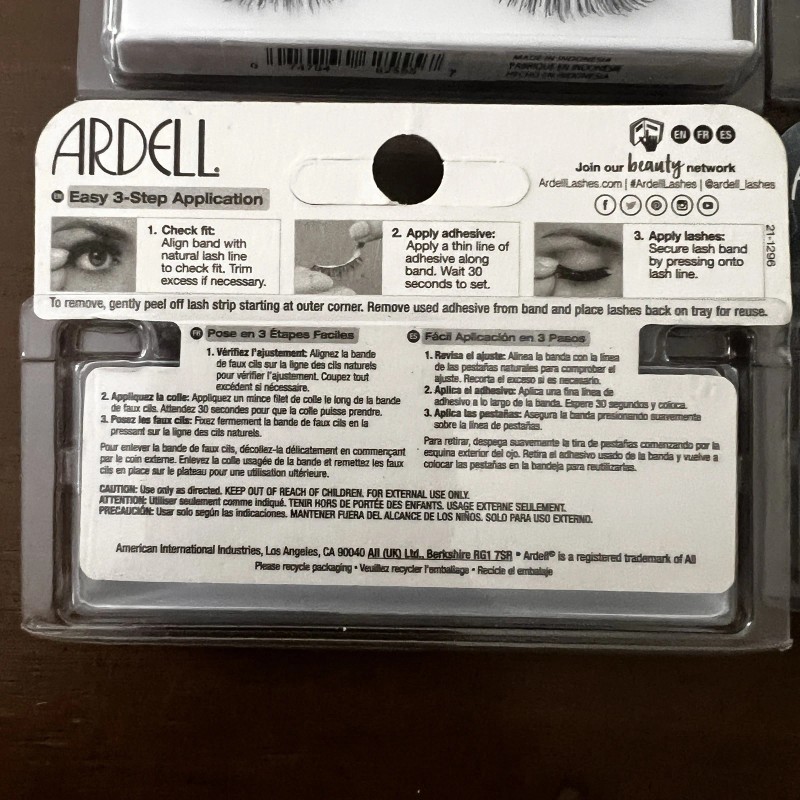 0 74764
MADE IN INDONESIA
FABRIQUÉ EN INDONÉSIE
HECHO EN INDONESIA
ARDELL
EN FR ES
Join our beauty network
ArdellLashes.com | #ArdellLashes | @ardell_lashes
EN Easy 3-Step Application
1. Check fit:
Align band with
natural lash line
to check fit. Trim
excess if necessary.
2. Apply adhesive:
Apply a thin line of
adhesive along
band. Wait 30
seconds to set.
3. Apply lashes:
Secure lash band
by pressing onto
lash line.
21-1296
To remove, gently peel off lash strip starting at outer corner. Remove used adhesive from band and place lashes back on tray for reuse.
FR Pose en 3 Étapes Faciles
1. Vérifiez l'ajustement: Alignez la bande
de faux cils sur la ligne des cils naturels
pour vérifier l'ajustement. Coupez tout
excédent si nécessaire.
2. Appliquez la colle: Appliquez un mince filet de colle le long de la bande
de faux cils. Attendez 30 secondes pour que la colle puisse prendre.
3. Posez les faux cils: Fixez fermement la bande de faux cils en la
pressant sur la ligne des cils naturels.
Pour enlever la bande de faux cils, décollez-la délicatement en commençant
par le coin externe. Enlevez la colle usagée de la bande et remettez les faux
cils en place sur le plateau pour une utilisation ultérieure.
ES Fácil Aplicación en 3 Pasos
1. Revisa el ajuste: Alinea la banda con la línea
de las pestañas naturales para comprobar el
ajuste. Recorta el exceso si es necesario.
2. Aplica el adhesivo: Aplica una fina línea de
adhesivo a lo largo de la banda. Espere 30 segundos y coloca.
3. Aplica las pestañas: Asegura la banda presionando suavemente
sobre la línea de pestañas.
Para retirar, despega suavemente la tira de pestañas comenzando por la
esquina exterior del ojo. Retira el adhesivo usado de la banda y vuelve a
colocar las pestañas en la bandeja para reutilizarlas.
CAUTION: Use only as directed. KEEP OUT OF REACH OF CHILDREN. FOR EXTERNAL USE ONLY.
ATTENTION: Utiliser seulement comme indiqué. TENIR HORS DE PORTÉE DES ENFANTS. USAGE EXTERNE SEULEMENT.
PRECAUCIÓN: Usar solo según las indicaciones. MANTENER FUERA DEL ALCANCE DE LOS NIÑOS. SOLO PARA USO EXTERNO.
American International Industries, Los Angeles, CA 90040 AII (UK) Ltd., Berkshire RG1 7SR • Ardell® is a registered trademark of AII
Please recycle packaging • Veuillez recycler l'emballage • Recicle el embalaje